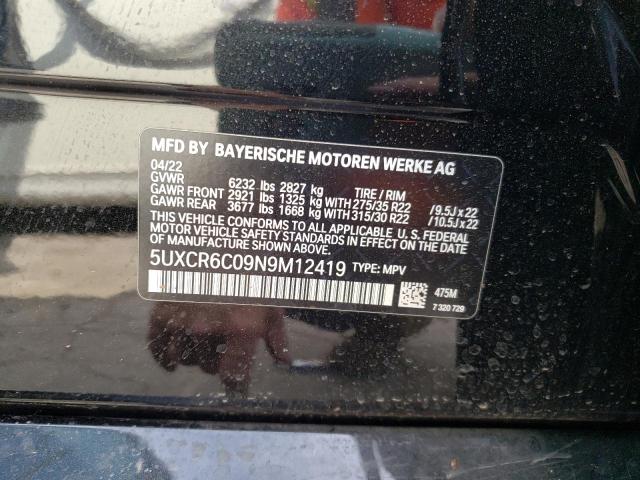 MFD BY BAYERISCHE MOTOREN WERKE AG
04/22
GVWR 6232 lbs 2827 kg TIRE / RIM
GAWR FRONT 2921 lbs 1325 kg WITH 275/35 R22 /9.5J x 22
GAWR REAR 3677 lbs 1668 kg WITH 315/30 R22 /10.5J x 22
THIS VEHICLE CONFORMS TO ALL APPLICABLE U.S. FEDERAL
MOTOR VEHICLE SAFETY STANDARDS IN EFFECT ON THE
DATE OF MANUFACTURE SHOWN ABOVE.
5UXCR6C09N9M12419 TYPE: MPV
475M
7 320 729